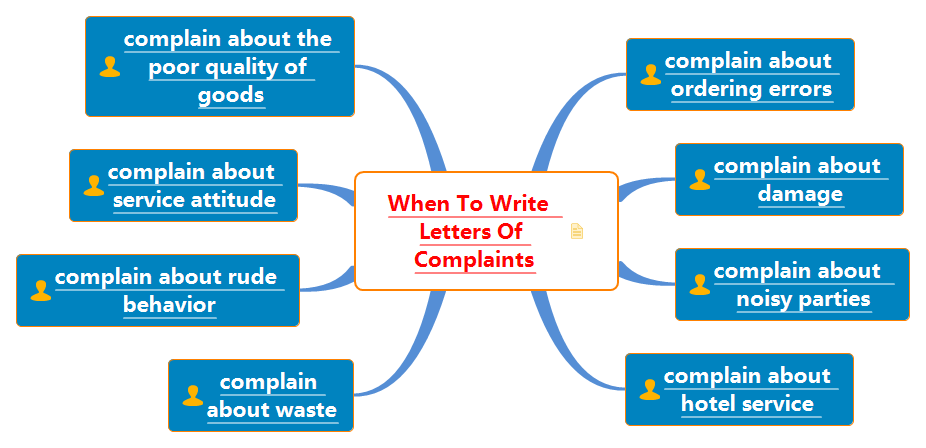 complain about the
poor quality of
goods
complain about
service attitude
complain about rude
behavior
complain
about waste
When To Write
Letters Of
Complaints
complain about
ordering errors
complain about
damage
complain about
noisy parties
complain about
hotel service